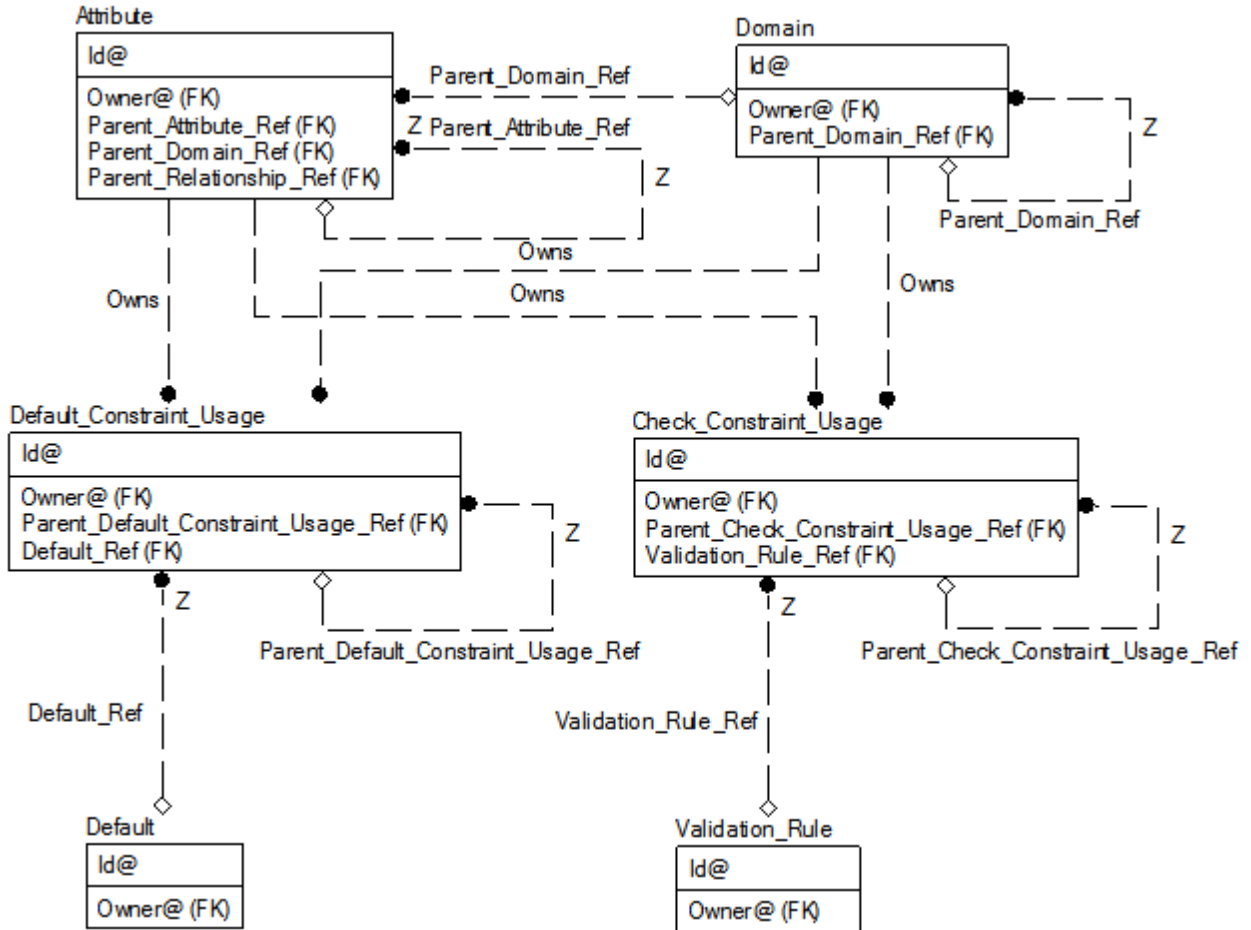 Attribute
Id@
Owner@ (FK)
Parent_Attribute_Ref (FK)
Parent_Domain_Ref (FK)
Parent_Relationship_Ref (FK)
Parent_Domain_Ref
Z Parent_Attribute_Ref
Z
Domain
Id@
Owner@ (FK)
Parent_Domain_Ref (FK)
Z
Parent_Domain_Ref
Owns
Owns
Owns
Owns
Default_Constraint_Usage
Id@
Owner@ (FK)
Parent_Default_Constraint_Usage_Ref (FK)
Default_Ref (FK)
Z
Z
Parent_Default_Constraint_Usage_Ref
Check_Constraint_Usage
Id@
Owner@ (FK)
Parent_Check_Constraint_Usage_Ref (FK)
Validation_Rule_Ref (FK)
Z
Z
Parent_Check_Constraint_Usage_Ref
Default_Ref
Validation_Rule_Ref
Default
Id@
Owner@ (FK)
Validation_Rule
Id@
Owner@ (FK)